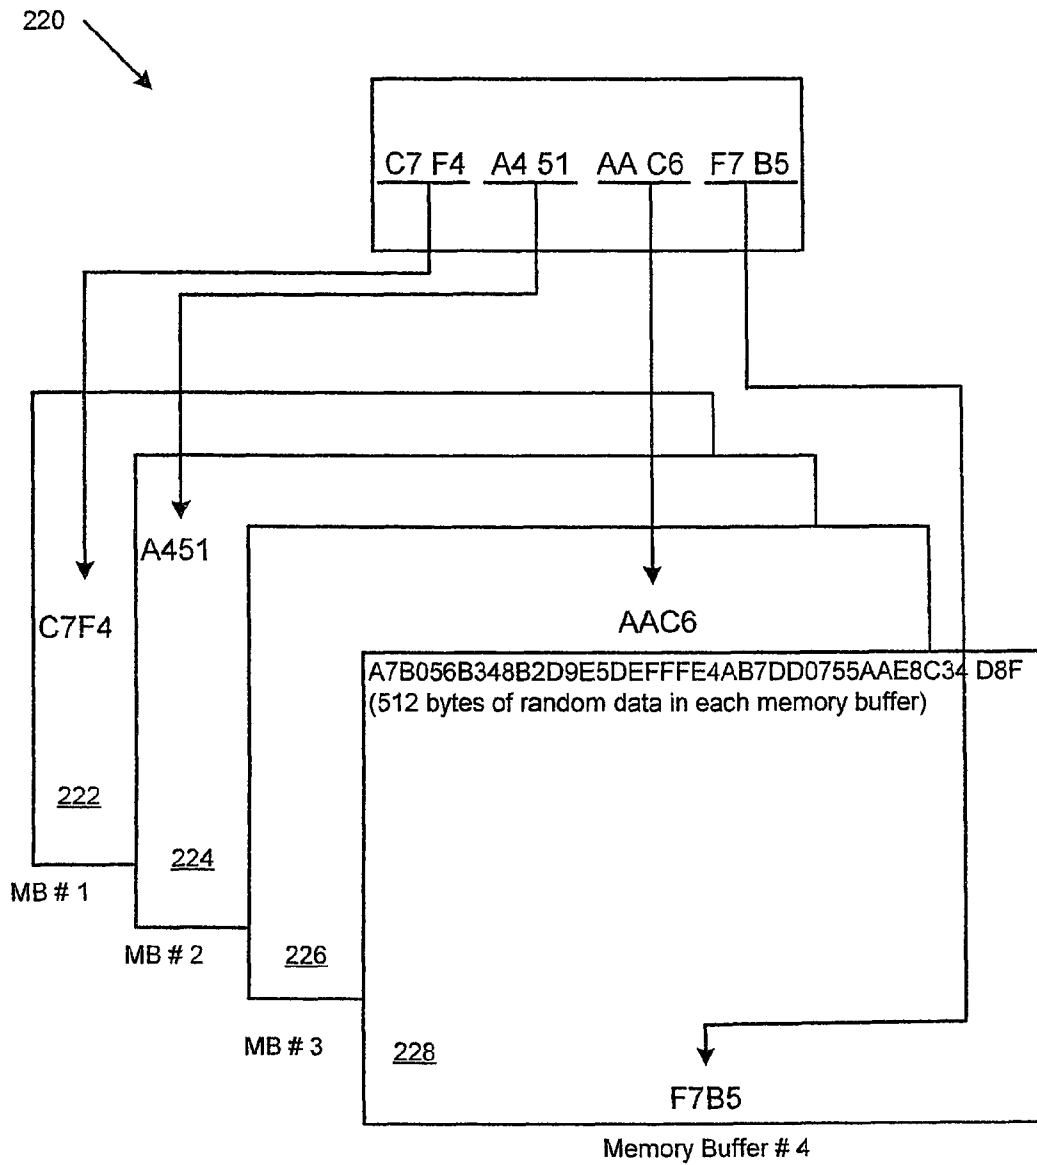 220
C7 F4 A4 51 AA C6 F7 B5
A451
C7F4
AAC6
A7B056B348B2D9E5DEFFFE4AB7DD0755AAE8C34 D8F
(512 bytes of random data in each memory buffer)
222
224
MB # 1
MB # 2
226
MB # 3
228
F7B5
Memory Buffer # 4